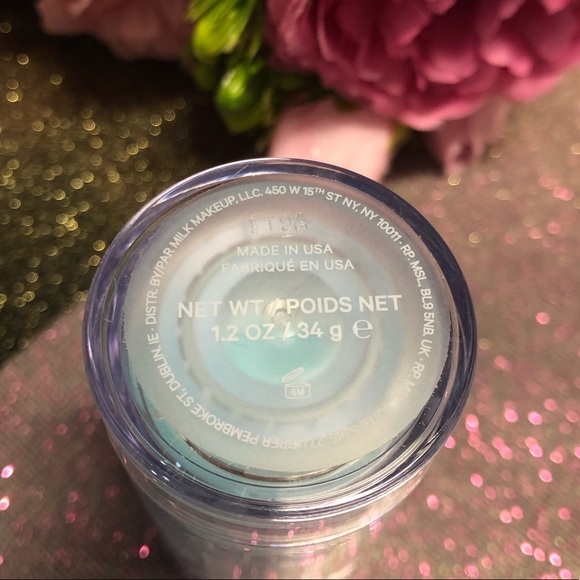 DISTR. BY/PAR MILK MAKEUP, LLC. 450 W 15TH ST NY, NY 10011 · RP: MSL, BL9 5NB, UK · RP: PEMBROKE ST, DUBLIN, IE ·
MADE IN USA
FABRIQUÉ EN USA
NET WT / POIDS NET
1.2 OZ / 34 g ℮
6M